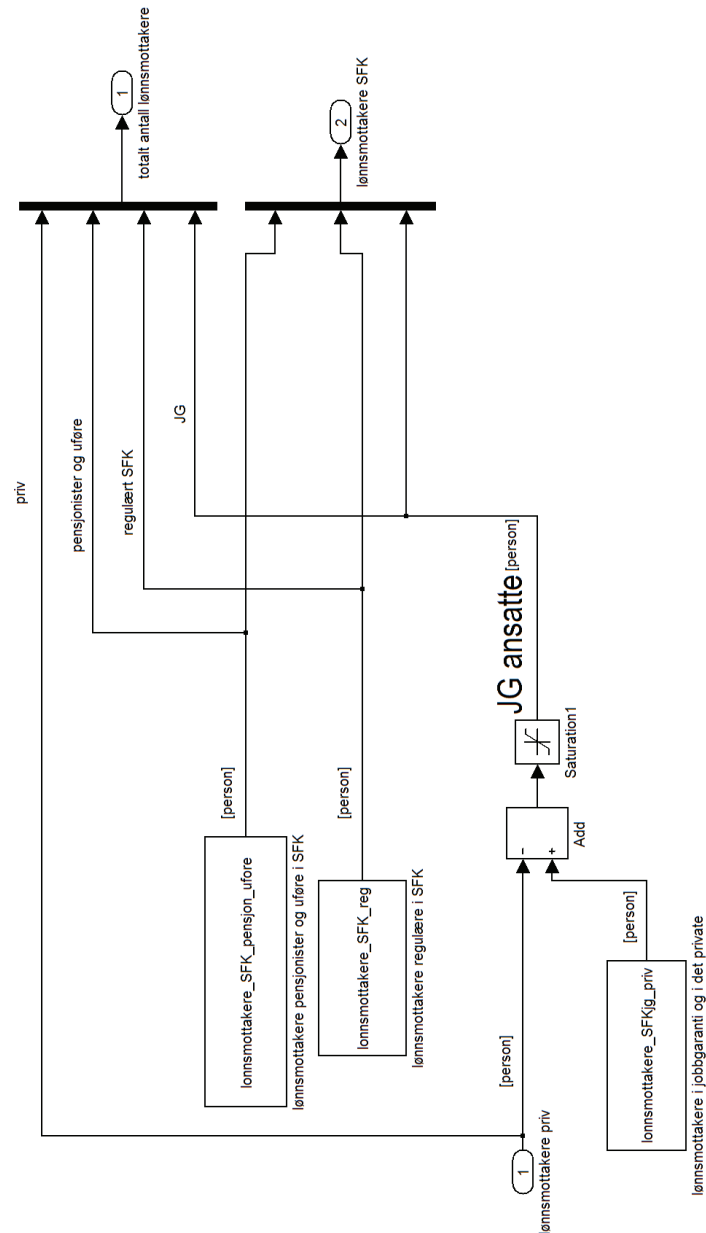 priv
pensjonister og uføre
regulært SFK
JG
1
totalt antall lønnsmottakere
2
lønnsmottakere SFK
lonnsmottakere_SFK_pensjon_ufore
[person]
lønnsmottakere pensjonister og uføre i SFK
lonnsmottakere_SFK_reg
[person]
lønnsmottakere regulære i SFK
JG ansatte
[person]
1
lønnsmottakere priv
[person]
−
+
Add
Saturation1
lonnsmottakere_SFKjg_priv
[person]
lønnsmottakere i jobbgaranti og i det private